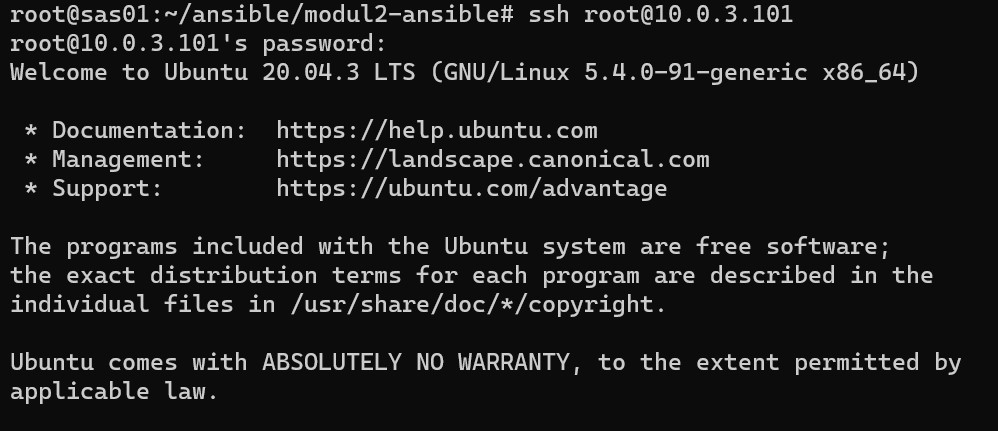 root@sas01:~/ansible/modul2-ansible# ssh root@10.0.3.101
root@10.0.3.101's password:
Welcome to Ubuntu 20.04.3 LTS (GNU/Linux 5.4.0-91-generic x86_64)
* Documentation: https://help.ubuntu.com
* Management: https://landscape.canonical.com
* Support: https://ubuntu.com/advantage
The programs included with the Ubuntu system are free software;
the exact distribution terms for each program are described in the
individual files in /usr/share/doc/*/copyright.
Ubuntu comes with ABSOLUTELY NO WARRANTY, to the extent permitted by
applicable law.